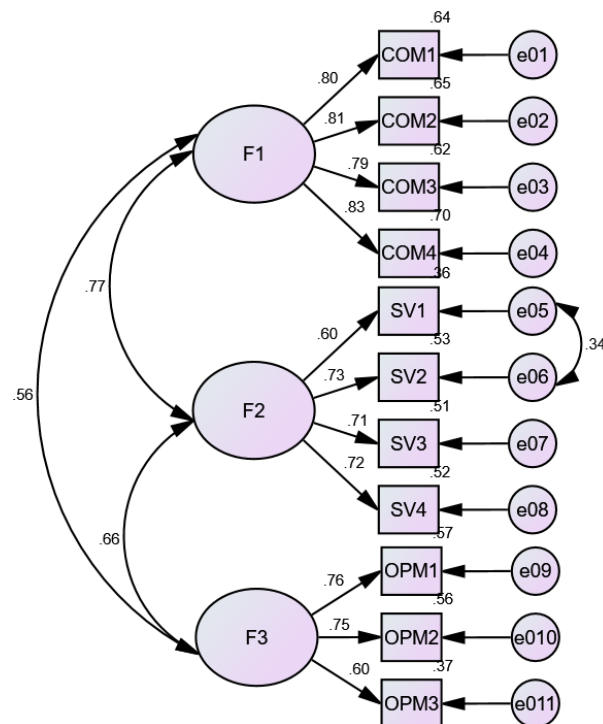 .64
COM1
e01
.80
.65
COM2
e02
.81
.62
F1
COM3
e03
.79
.70
.83
COM4
e04
.36
.77
SV1
e05
.60
.53
.34
SV2
e06
.73
.51
.56
F2
SV3
e07
.71
.52
.72
SV4
e08
.57
.66
OPM1
e09
.76
.56
F3
.75
OPM2
e010
.37
.60
OPM3
e011